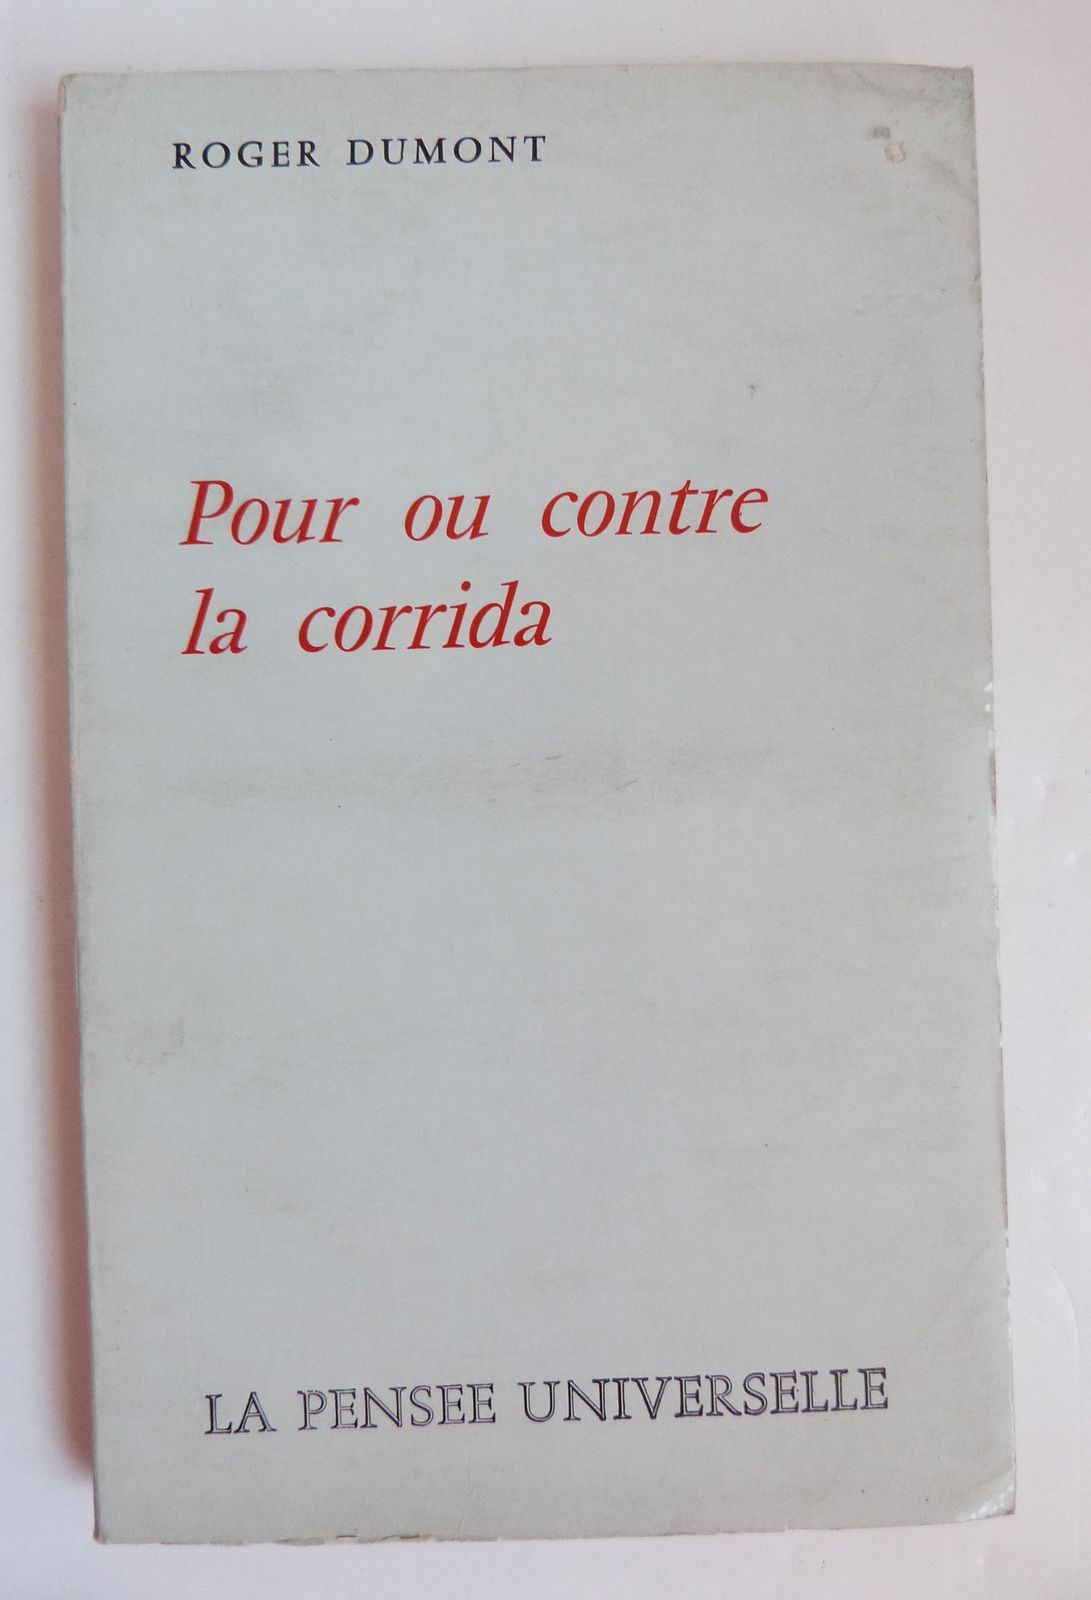 ROGER DUMONT
Pour ou contre
la corrida
LA PENSEE UNIVERSELLE